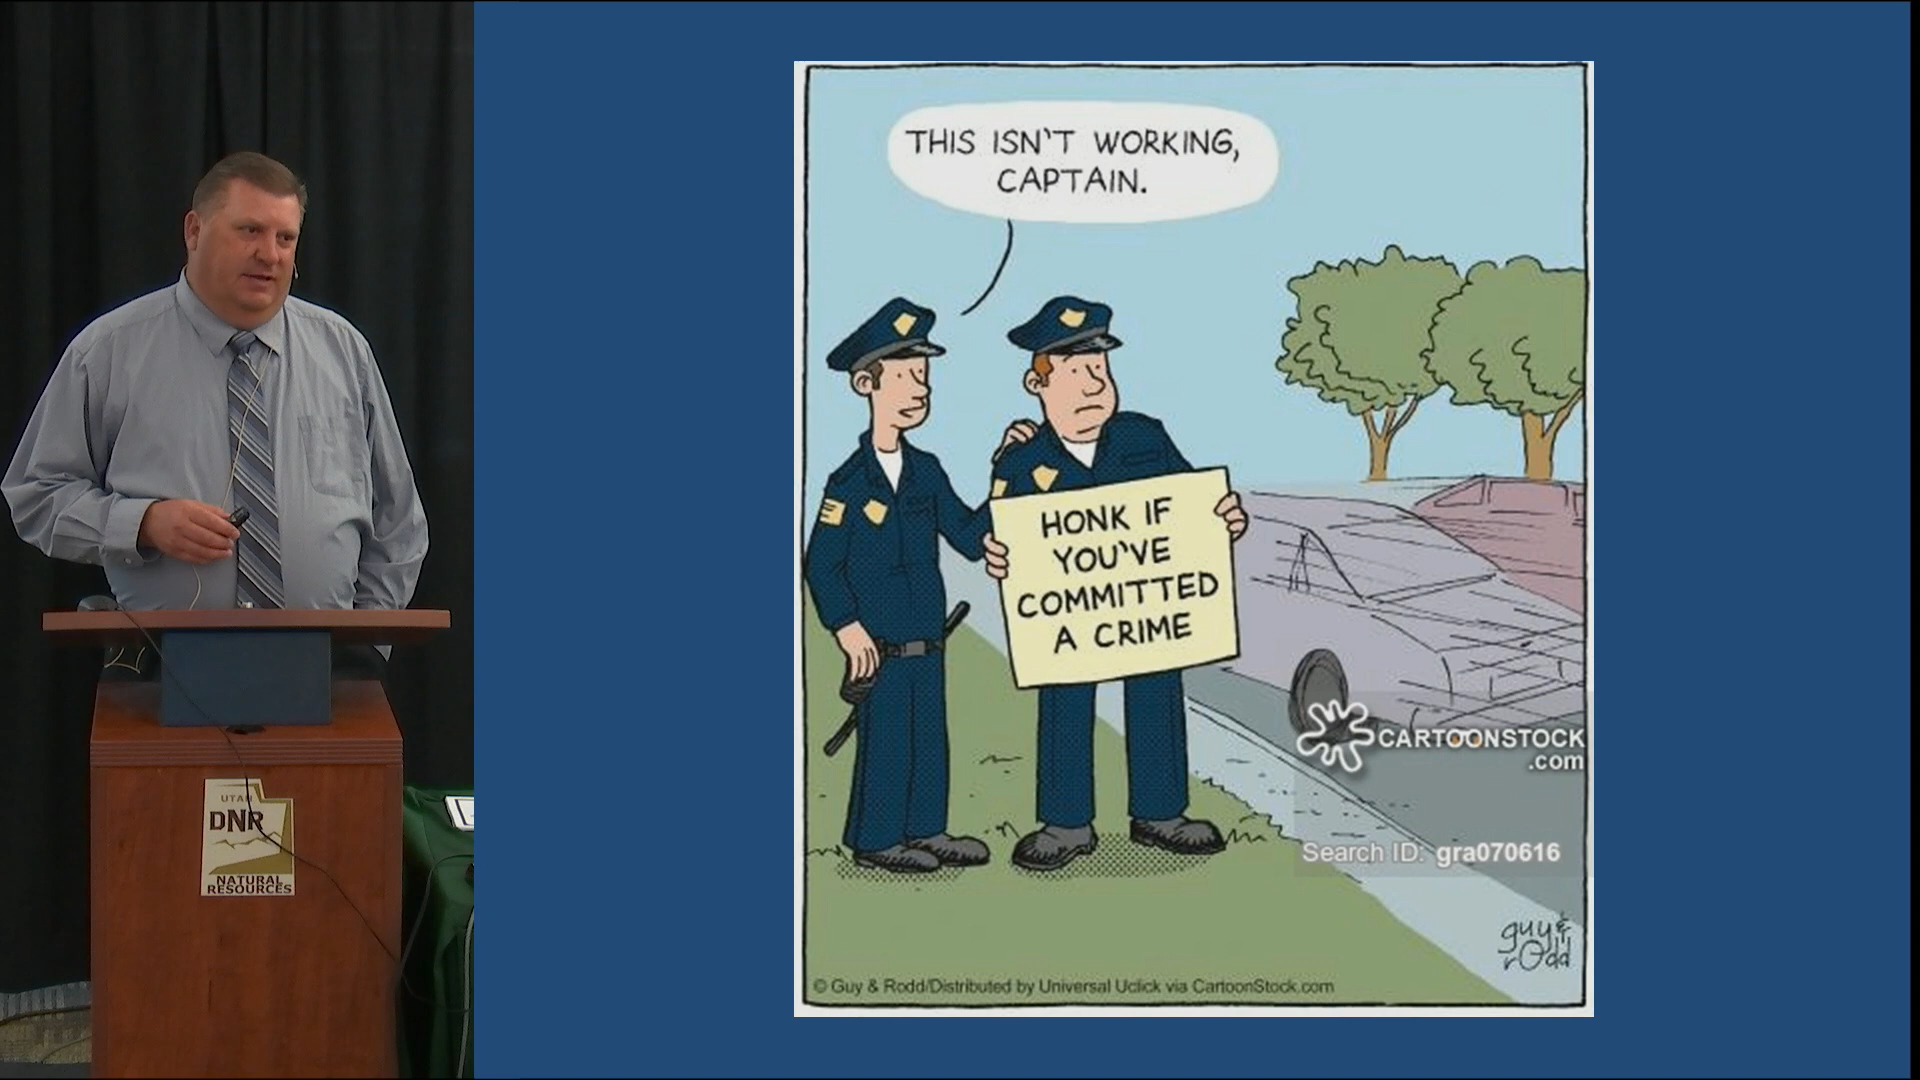 THIS ISN'T WORKING,
CAPTAIN.
HONK IF
YOU'VE
COMMITTED
A CRIME
CARTOONSTOCK
.com
Search ID: gra070616
guy &
rOdd
© Guy & Rodd/Distributed by Universal Uclick via CartoonStock.com
UTAH
DNR
NATURAL
RESOURCES